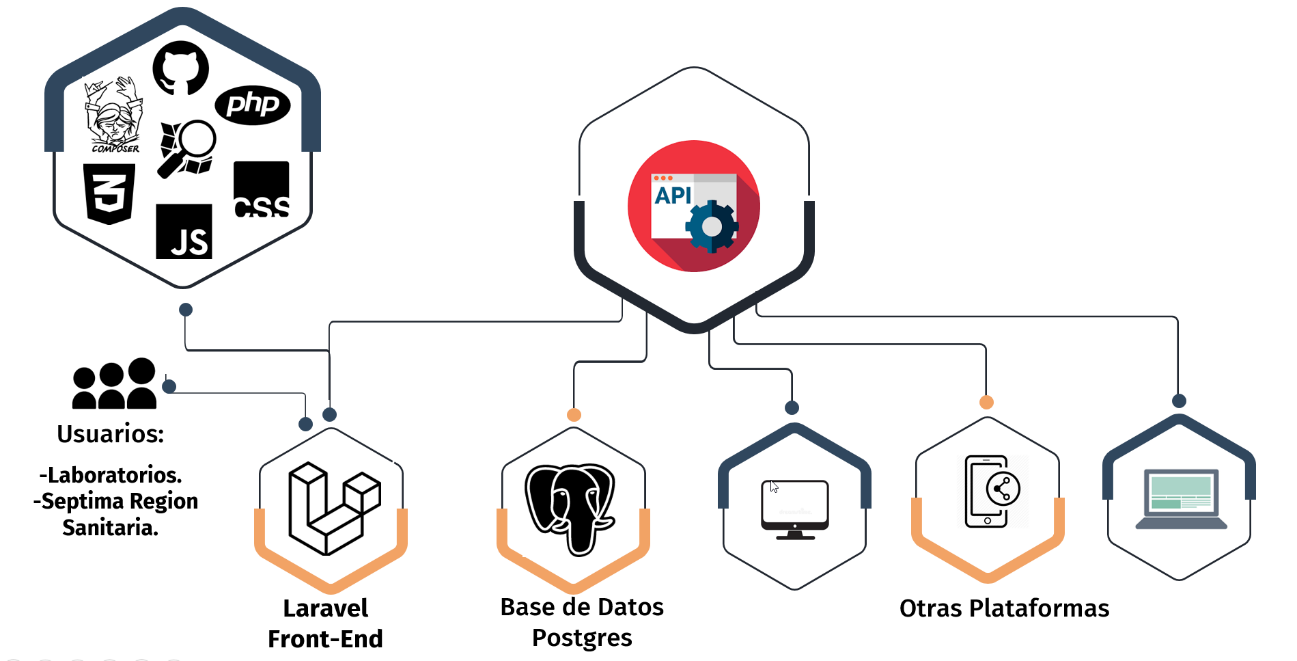 php
COMPOSER
3
CSS
JS
API
Usuarios:
-Laboratorios.
-Septima Region
Sanitaria.
Laravel
Front-End
Base de Datos
Postgres
Otras Plataformas